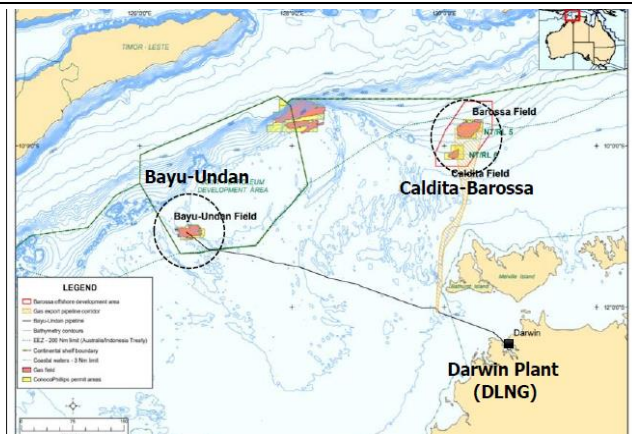 TIMOR - LESTE
Barossa Field
NT/RL 5
Caldita Field
Caldita-Barossa
Bayu-Undan
DEVELOPMENT AREA
Bayu-Undan Field
Melville Island
Darwin
Darwin Plant
(DLNG)
LEGEND
Barossa offshore development area
Gas export pipeline corridor
Bayu-Undan pipeline
Bathymetry contours
EEZ - 200 Nm limit (Australia/Indonesia Treaty)
Continental shelf boundary
Coastal waters - 3 Nm limit
Gas field
ConocoPhillips permit areas